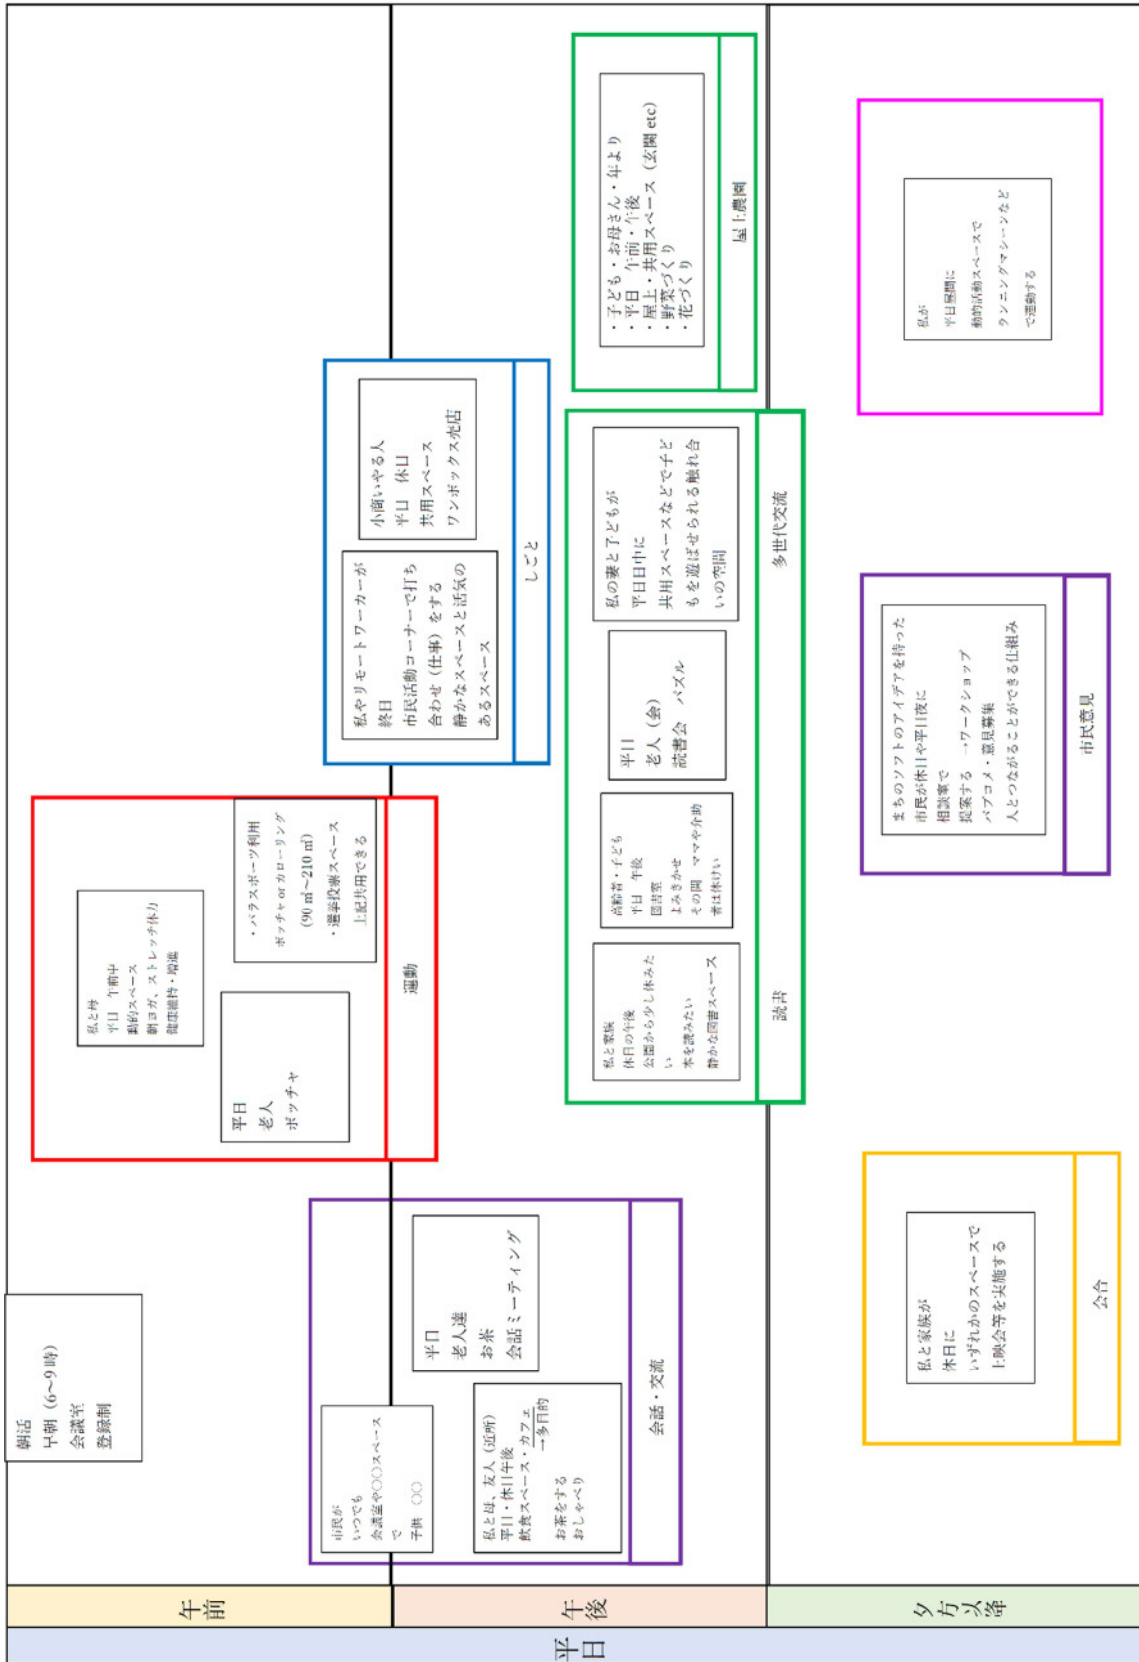 平日
午前
午後
夕方以降
朝活
早朝（6～9時）
会議室
登録制
私と母
平日　午前中
動的スペース
朝ヨガ、ストレッチ体力
健康維持・増進
平日
老人
ボッチャ
・パラスポーツ利用
ボッチャ or カローリング
(90 ㎡～210 ㎡)
・選挙投票スペース
上記共用できる
運動
市民が
いつでも
会議室や○○スペース
で
子供　○○
私と母、友人（近所）
平日・休日午後
飲食スペース・カフェ
→多目的
お茶をする
おしゃべり
平日
老人達
お茶
会話ミーティング
会話・交流
私やリモートワーカーが
終日
市民活動コーナーで打ち
合わせ（仕事）をする
静かなスペースと活気の
あるスペース
小商いやる人
平日　休日
共用スペース
ワンボックス売店
しごと
私と家族
休日の午後
公園から少し休みた
い
本を読みたい
静かな図書スペース
高齢者・子ども
平日　午後
図書室
よみきかせ
その間　ママや介助
者は休けい
平日
老人（会）
読書会　パズル
私の妻と子どもが
平日日中に
共用スペースなどで子ど
もを遊ばせられる触れ合
いの空間
読書
多世代交流
・子ども・お母さん・年より
・平日　午前・午後
・屋上・共用スペース（玄関 etc）
・野菜づくり
・花づくり
屋上農園
私と家族が
休日に
いずれかのスペースで
上映会等を実施する
会合
まちのソフトのアイデアを持った
市民が休日や平日夜に
相談室で
提案する　→ワークショップ
パブコメ・意見募集
人とつながることができる仕組み
市民意見
私が
平日昼間に
動的活動スペースで
ランニングマシーンなど
で運動する